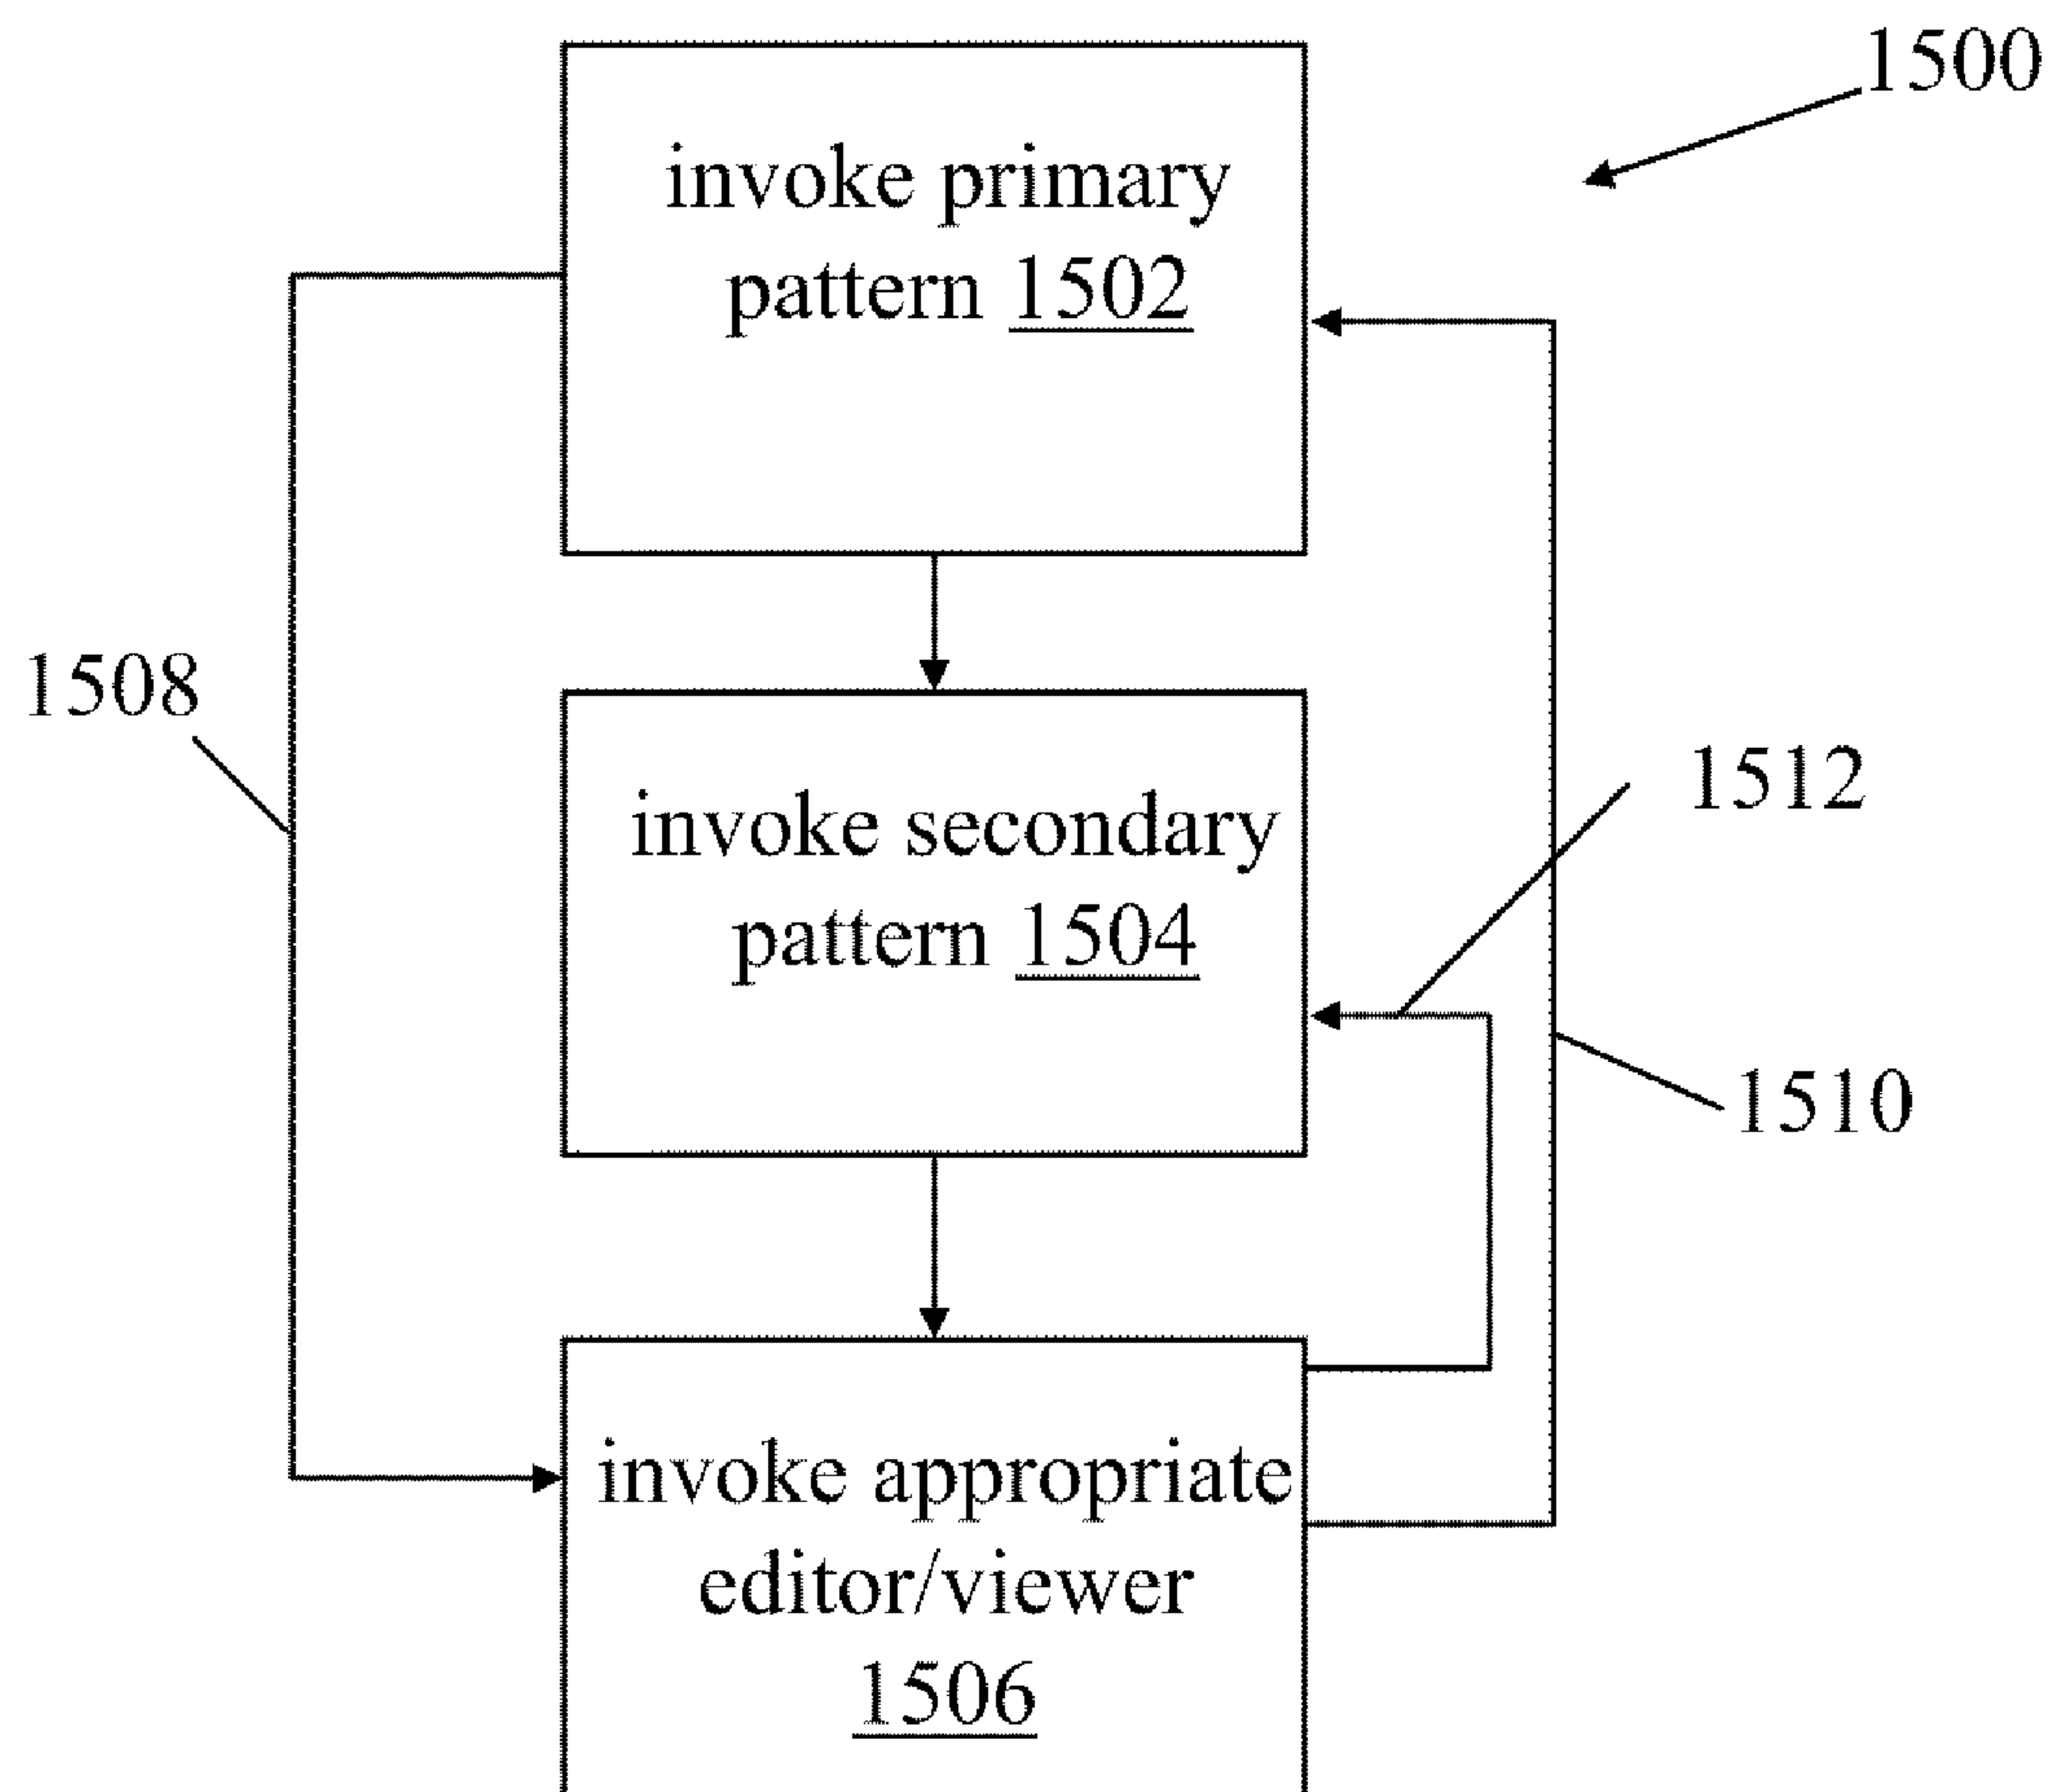 1500
invoke primary
pattern 1502
1508
invoke secondary
pattern 1504
1512
1510
invoke appropriate
editor/viewer
1506